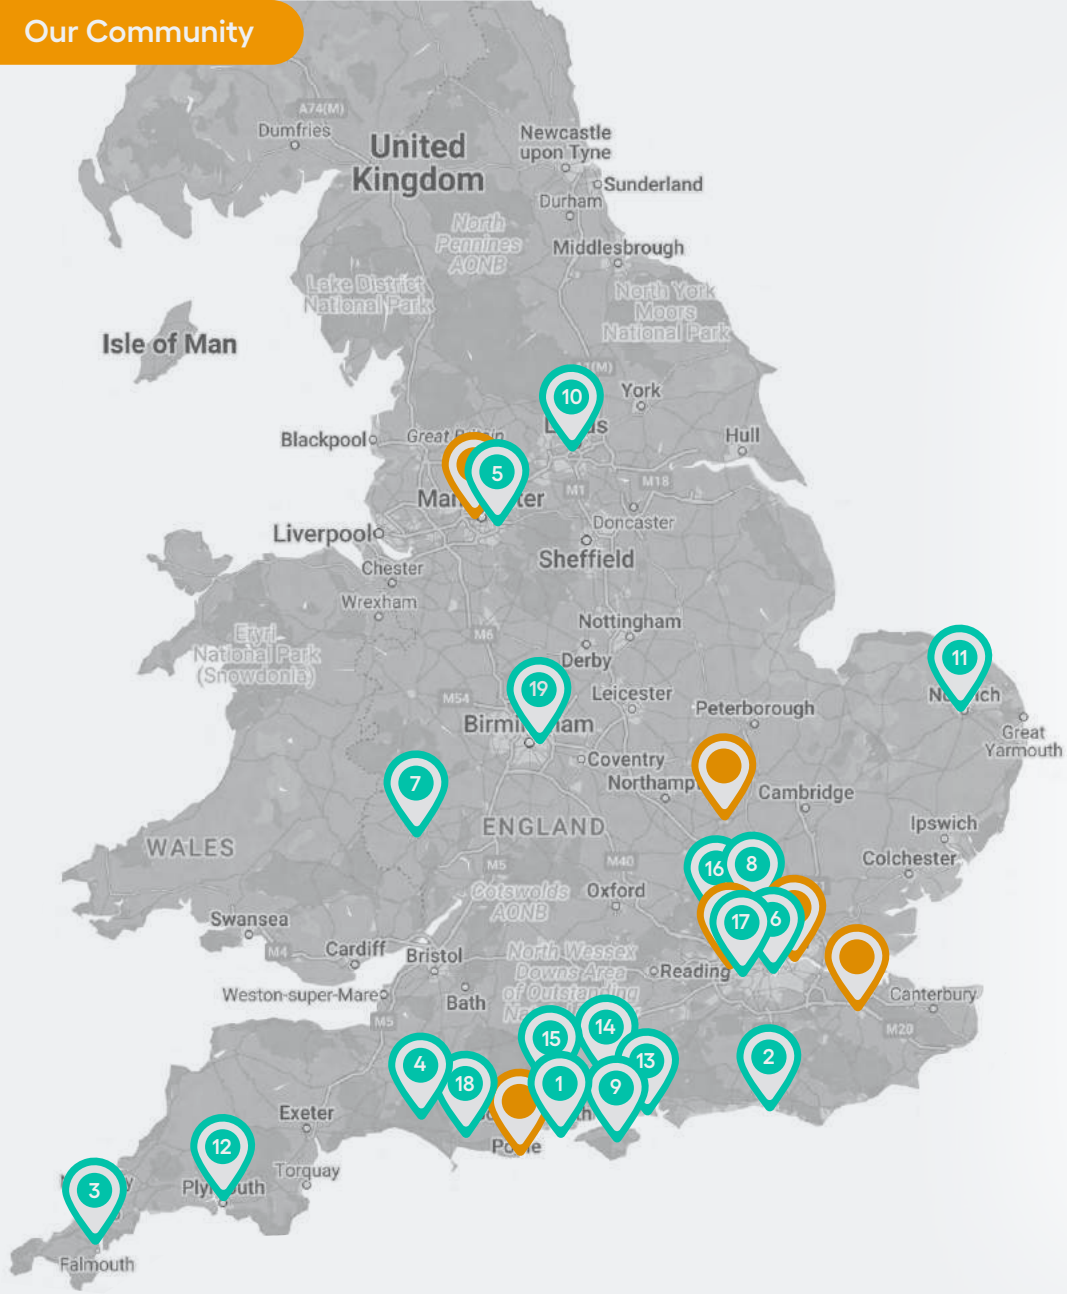 Our Community
A74(M)
Dumfries
United
Kingdom
Newcastle
upon Tyne
Sunderland
Durham
North
Pennines
AONB
Middlesbrough
Lake District
National Park
North York
Moors
National Park
Isle of Man
10
York
Blackpool
Great Britain
Hull
5
M1
M18
Doncaster
Liverpool
Sheffield
Chester
Wrexham
Nottingham
M6
Eryri
National Park
(Snowdonia)
Derby
11
19
M54
Leicester
Peterborough
Great
Yarmouth
Coventry
7
Cambridge
ENGLAND
Ipswich
WALES
M5
M40
Colchester
16
8
Cotswolds
AONB
Oxford
Swansea
17
6
M4
Cardiff
Bristol
North Wessex
Downs Area
of Outstanding
Reading
Weston-super-Mare
Bath
Canterbury
M5
M20
14
15
4
18
1
13
9
2
Exeter
12
Torquay
3
Falmouth